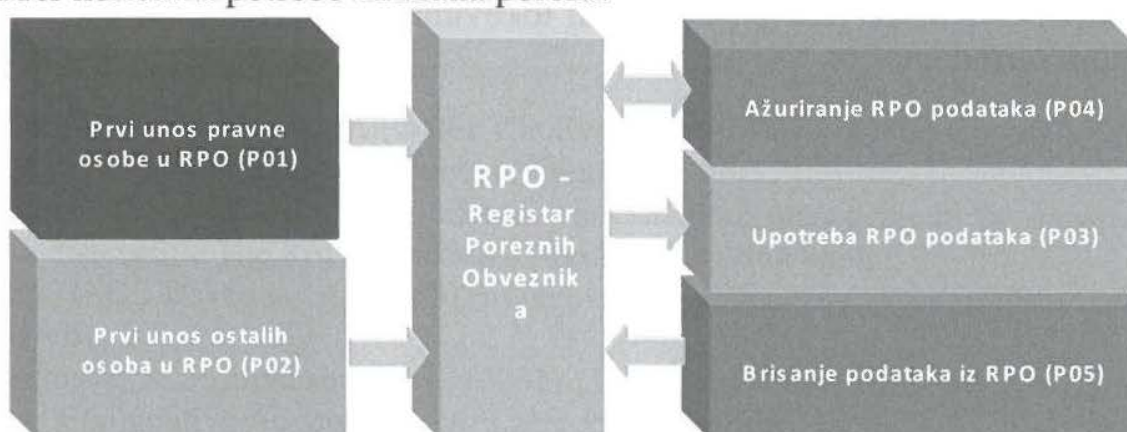 Prvi unos pravne
osobe u RPO (P01)
Prvi unos ostalih
osoba u RPO (P02)
RPO -
Registar
Poreznih
Obveznik
a
Ažuriranje RPO podataka (P04)
Upotreba RPO podataka (P03)
Brisanje podataka iz RPO (P05)